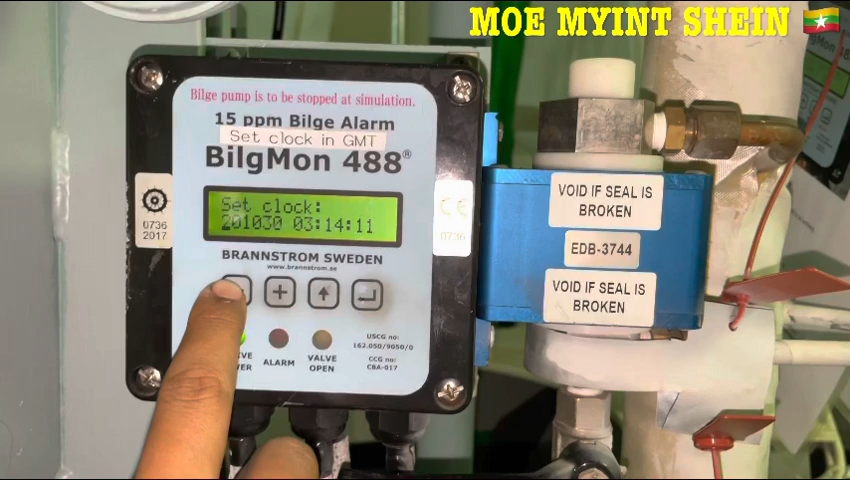 MOE MYINT SHEIN 🇲🇲
Bilge pump is to be stopped at simulation.
15 ppm Bilge Alarm
Set clock in GMT
BilgMon 488®
Set clock:
201030 03:14:11
0736
2017
CE
0736
BRANNSTROM SWEDEN
www.brannstrom.se
+
ALARM
VALVE
OPEN
USCG no:
162.050/9050/0
CCG no:
CBA-017
VOID IF SEAL IS
BROKEN
EDB-3744
VOID IF SEAL IS
BROKEN